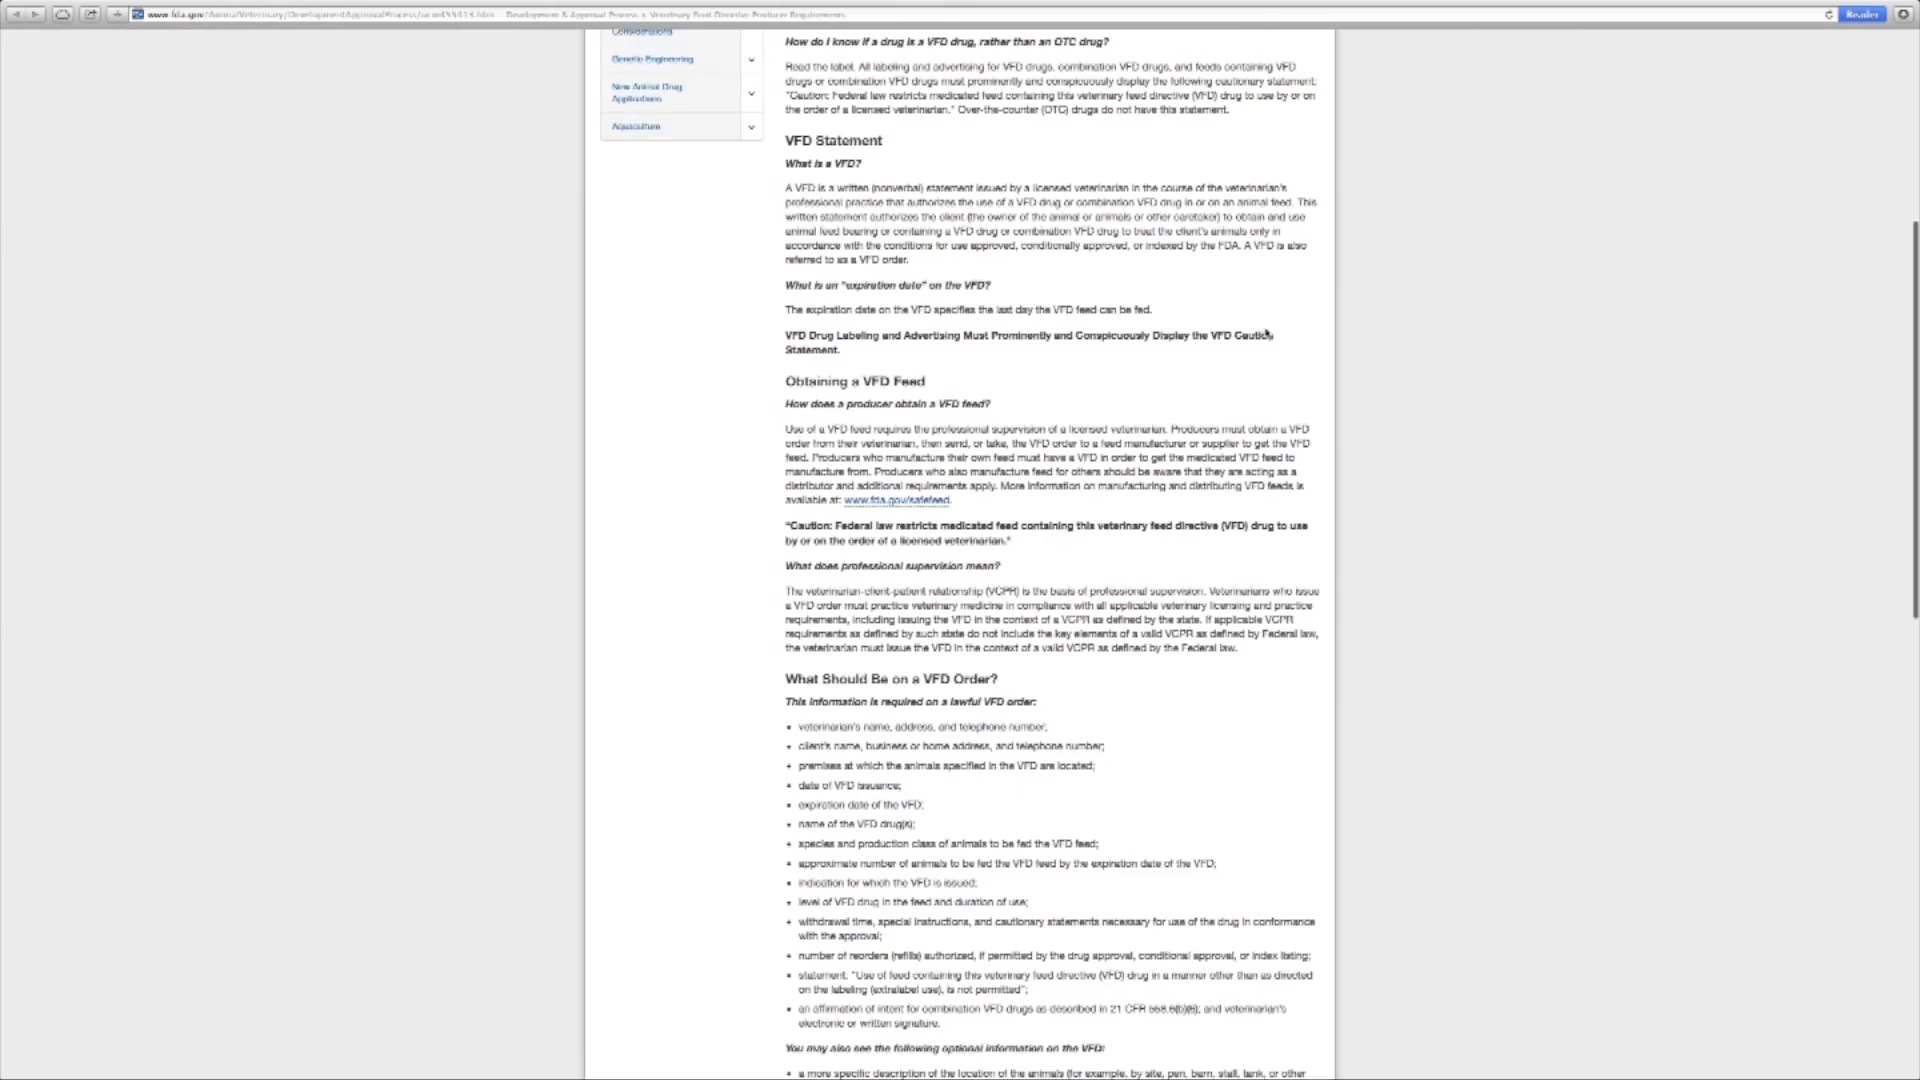 www.fda.gov/AnimalVeterinary/DevelopmentApprovalProcess/ — Development & Approval Process > Veterinary Feed Directive Producer Requirements
Reader
Considerations
Genetic Engineering
New Animal Drug
Applications
Aquaculture
How do I know if a drug is a VFD drug, rather than an OTC drug?
Read the label. All labeling and advertising for VFD drugs, combination VFD drugs, and feeds containing VFD
drugs or combination VFD drugs must prominently and conspicuously display the following cautionary statement:
"Caution: Federal law restricts medicated feed containing this veterinary feed directive (VFD) drug to use by or on
the order of a licensed veterinarian." Over-the-counter (OTC) drugs do not have this statement.
VFD Statement
What is a VFD?
A VFD is a written (nonverbal) statement issued by a licensed veterinarian in the course of the veterinarian's
professional practice that authorizes the use of a VFD drug or combination VFD drug in or on an animal feed. This
written statement authorizes the client (the owner of the animal or animals or other caretaker) to obtain and use
animal feed bearing or containing a VFD drug or combination VFD drug to treat the client's animals only in
accordance with the conditions for use approved, conditionally approved, or indexed by the FDA. A VFD is also
referred to as a VFD order.
What is an "expiration date" on the VFD?
The expiration date on the VFD specifies the last day the VFD feed can be fed.
VFD Drug Labeling and Advertising Must Prominently and Conspicuously Display the VFD Caution
Statement.
Obtaining a VFD Feed
How does a producer obtain a VFD feed?
Use of a VFD feed requires the professional supervision of a licensed veterinarian. Producers must obtain a VFD
order from their veterinarian, then send, or take, the VFD order to a feed manufacturer or supplier to get the VFD
feed. Producers who manufacture their own feed must have a VFD in order to get the medicated VFD feed to
manufacture from. Producers who also manufacture feed for others should be aware that they are acting as a
distributor and additional requirements apply. More information on manufacturing and distributing VFD feeds is
available at: www.fda.gov/safefeed.
"Caution: Federal law restricts medicated feed containing this veterinary feed directive (VFD) drug to use
by or on the order of a licensed veterinarian."
What does professional supervision mean?
The veterinarian-client-patient relationship (VCPR) is the basis of professional supervision. Veterinarians who issue
a VFD order must practice veterinary medicine in compliance with all applicable veterinary licensing and practice
requirements, including issuing the VFD in the context of a VCPR as defined by the state. If applicable VCPR
requirements as defined by such state do not include the key elements of a valid VCPR as defined by Federal law,
the veterinarian must issue the VFD in the context of a valid VCPR as defined by the Federal law.
What Should Be on a VFD Order?
This information is required on a lawful VFD order:
• veterinarian's name, address, and telephone number;
• client's name, business or home address, and telephone number;
• premises at which the animals specified in the VFD are located;
• date of VFD issuance;
• expiration date of the VFD;
• name of the VFD drug(s);
• species and production class of animals to be fed the VFD feed;
• approximate number of animals to be fed the VFD feed by the expiration date of the VFD;
• indication for which the VFD is issued;
• level of VFD drug in the feed and duration of use;
• withdrawal time, special instructions, and cautionary statements necessary for use of the drug in conformance
with the approval;
• number of reorders (refills) authorized, if permitted by the drug approval, conditional approval, or index listing;
• statement: "Use of feed containing this veterinary feed directive (VFD) drug in a manner other than as directed
on the labeling (extralabel use), is not permitted";
• an affirmation of intent for combination VFD drugs as described in 21 CFR 558.6(b)(6); and veterinarian's
electronic or written signature.
You may also see the following optional information on the VFD:
• a more specific description of the location of the animals (for example, by site, pen, barn, stall, tank, or other